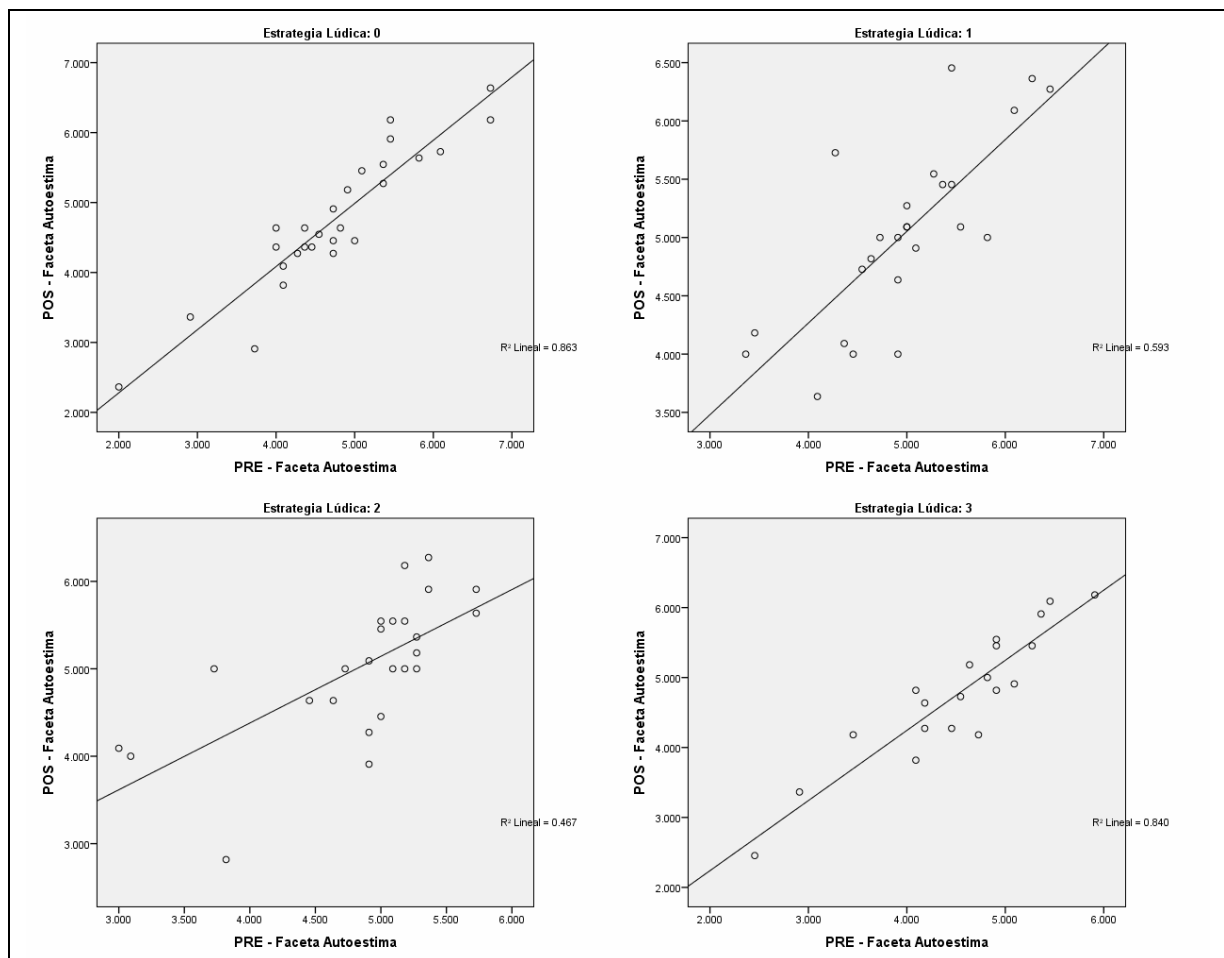 Estrategia Lúdica: 0
7.000
6.000
5.000
4.000
3.000
2.000
POS - Faceta Autoestima
R² Lineal = 0.863
2.000 3.000 4.000 5.000 6.000 7.000
PRE - Faceta Autoestima
Estrategia Lúdica: 1
6.500
6.000
5.500
5.000
4.500
4.000
3.500
POS - Faceta Autoestima
R² Lineal = 0.593
3.000 4.000 5.000 6.000 7.000
PRE - Faceta Autoestima
Estrategia Lúdica: 2
6.000
5.000
4.000
3.000
POS - Faceta Autoestima
R² Lineal = 0.467
3.000 3.500 4.000 4.500 5.000 5.500 6.000
PRE - Faceta Autoestima
Estrategia Lúdica: 3
7.000
6.000
5.000
4.000
3.000
2.000
POS - Faceta Autoestima
R² Lineal = 0.840
2.000 3.000 4.000 5.000 6.000
PRE - Faceta Autoestima